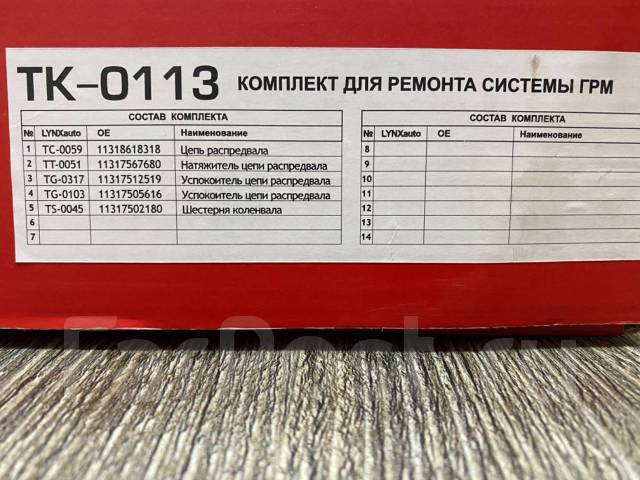 TK-0113 КОМПЛЕКТ ДЛЯ РЕМОНТА СИСТЕМЫ ГРМ
СОСТАВ КОМПЛЕКТА
№ LYNXauto OE Наименование
1 TC-0059 11318618318 Цепь распредвала
2 TT-0051 11317567680 Натяжитель цепи распредвала
3 TG-0317 11317512519 Успокоитель цепи распредвала
4 TG-0103 11317505616 Успокоитель цепи распредвала
5 TS-0045 11317502180 Шестерня коленвала
6
7
СОСТАВ КОМПЛЕКТА
№ LYNXauto OE Наименование
8
9
10
11
12
13
14
FarPost.ru